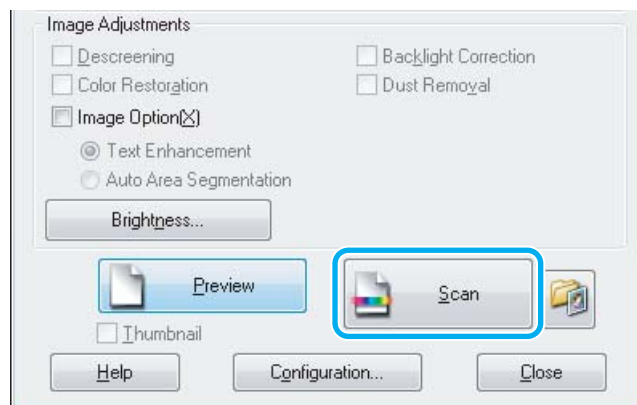 Image Adjustments
Descreening Backlight Correction
Color Restoration Dust Removal
Image Option(X)
Text Enhancement
Auto Area Segmentation
Brightness...
Preview Scan
Thumbnail
Help Configuration... Close